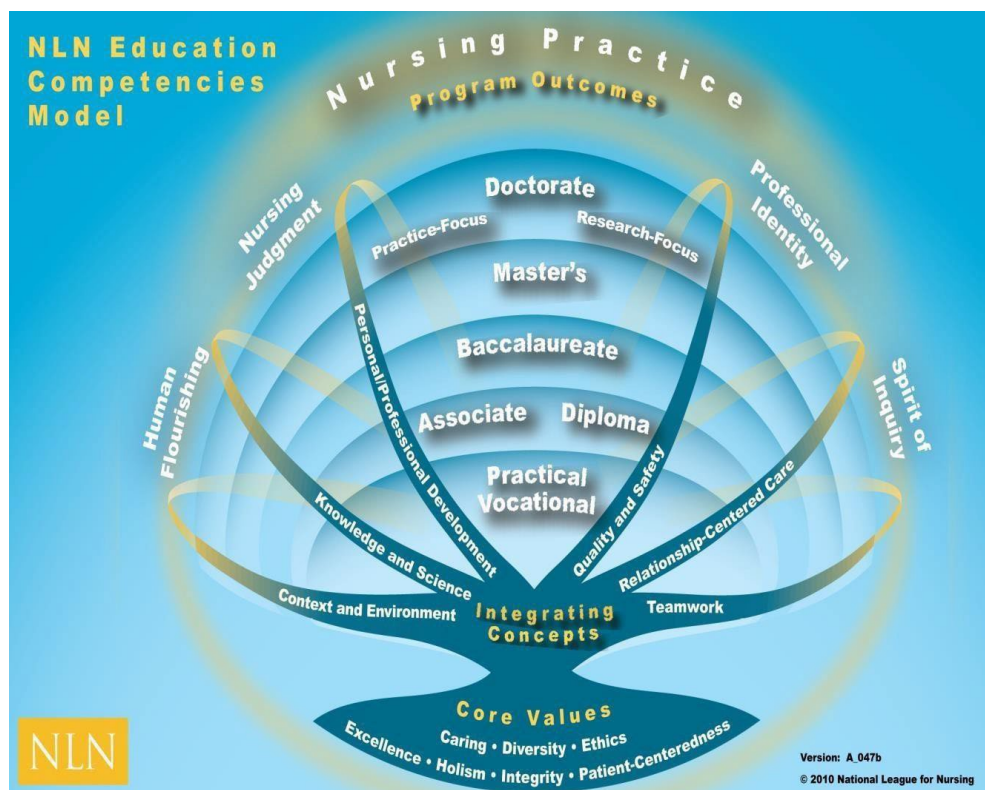 NLN Education
Competencies
Model
Nursing Practice
Program Outcomes
Nursing
Judgment
Professional
Identity
Human
Flourishing
Spirit of
Inquiry
Doctorate
Practice-Focus
Research-Focus
Master's
Baccalaureate
Associate
Diploma
Practical
Vocational
Personal/Professional Development
Quality and Safety
Knowledge and Science
Relationship-Centered Care
Context and Environment
Teamwork
Integrating
Concepts
Core Values
Caring • Diversity • Ethics
Excellence • Holism • Integrity • Patient-Centeredness
NLN
Version: A_047b
© 2010 National League for Nursing